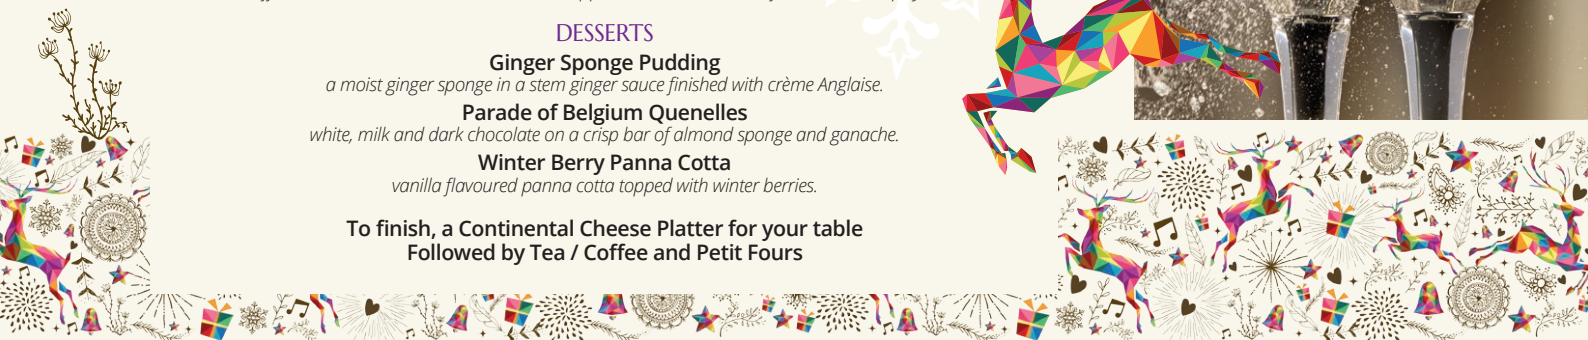 DESSERTS
Ginger Sponge Pudding
a moist ginger sponge in a stem ginger sauce finished with crème Anglaise.
Parade of Belgium Quenelles
white, milk and dark chocolate on a crisp bar of almond sponge and ganache.
Winter Berry Panna Cotta
vanilla flavoured panna cotta topped with winter berries.
To finish, a Continental Cheese Platter for your table
Followed by Tea / Coffee and Petit Fours